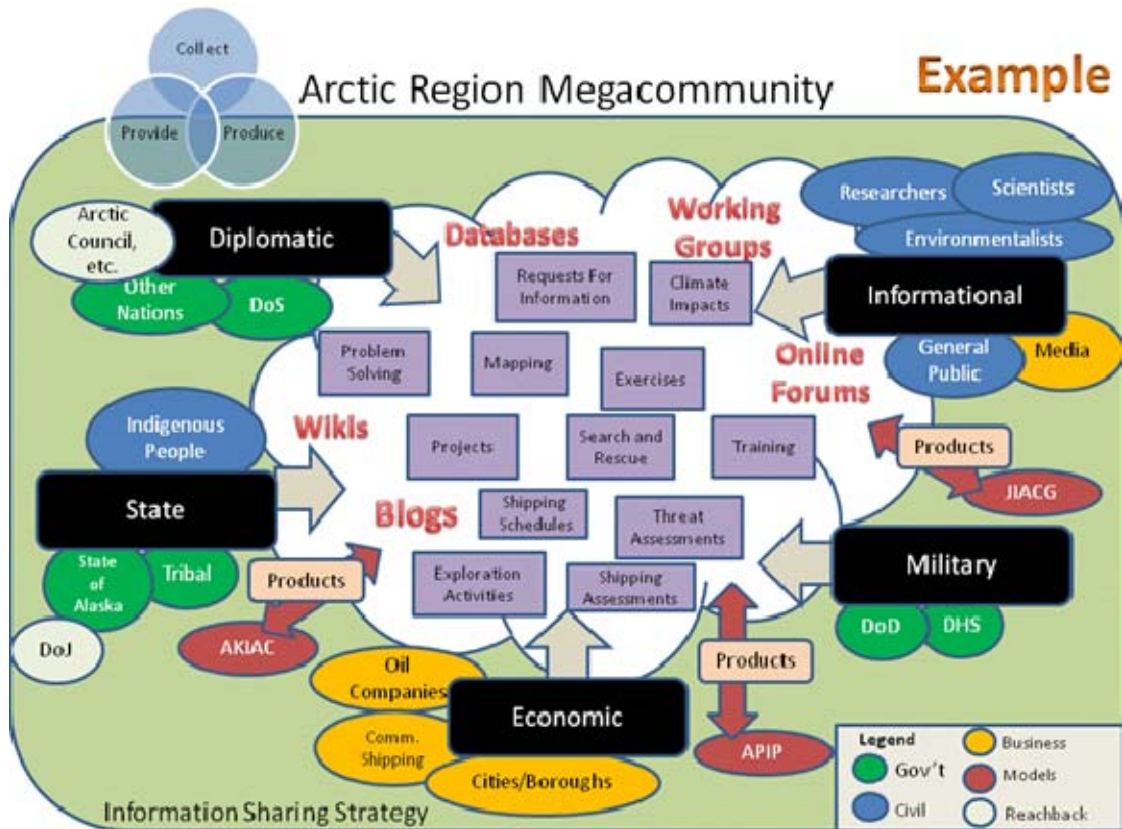 Collect
Provide
Produce
Arctic Region Megacommunity
Example
Arctic
Council,
etc.
Diplomatic
Other
Nations
DoS
Databases
Working
Groups
Researchers
Scientists
Environmentalists
Informational
General
Public
Media
Requests For
Information
Climate
Impacts
Problem
Solving
Mapping
Exercises
Online
Forums
Indigenous
People
State
State
of
Alaska
Tribal
DoJ
Wikis
Projects
Search and
Rescue
Training
Products
JIACG
Blogs
Shipping
Schedules
Threat
Assessments
Military
DoD
DHS
Products
AKIAC
Exploration
Activities
Shipping
Assessments
Oil
Companies
Comm.
Shipping
Economic
Cities/Boroughs
Products
APIP
Legend
Gov't
Civil
Business
Models
Reachback
Information Sharing Strategy